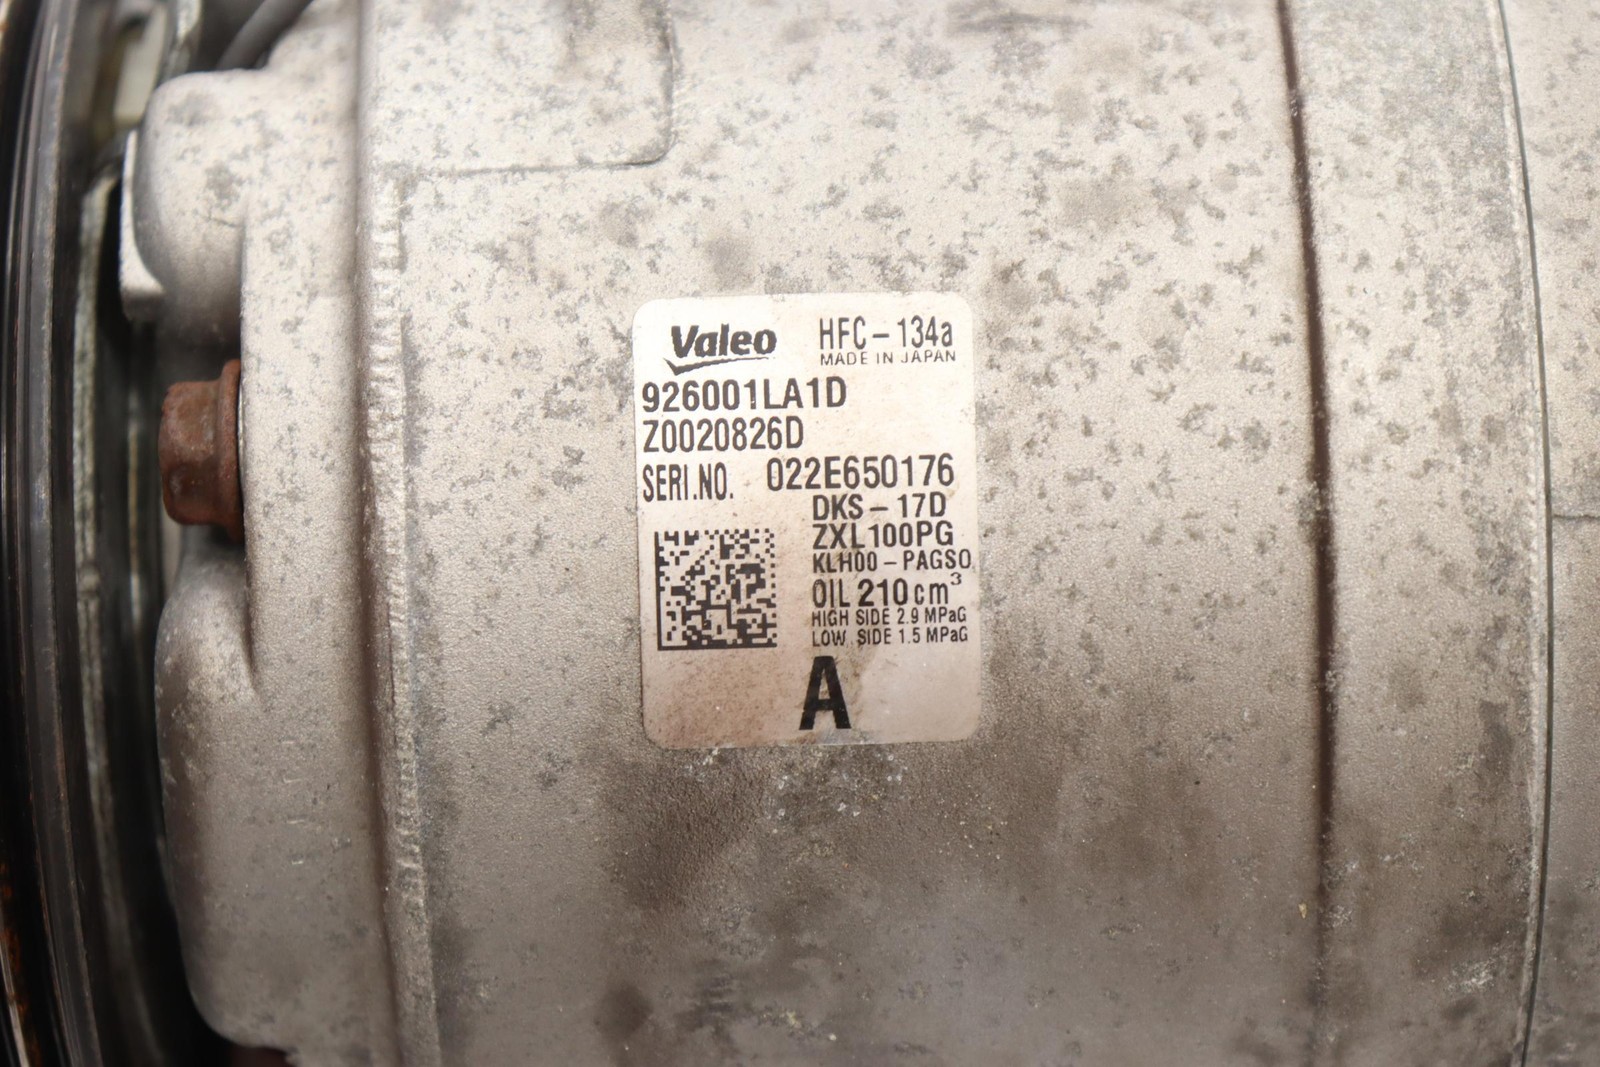 Valeo HFC-134a
MADE IN JAPAN
926001LA1D
Z0020826D
SERI.NO. 022E650176
DKS-17D
ZXL100PG
KLH00-PAGSO
OIL 210cm³
HIGH SIDE 2.9 MPaG
LOW SIDE 1.5 MPaG
A